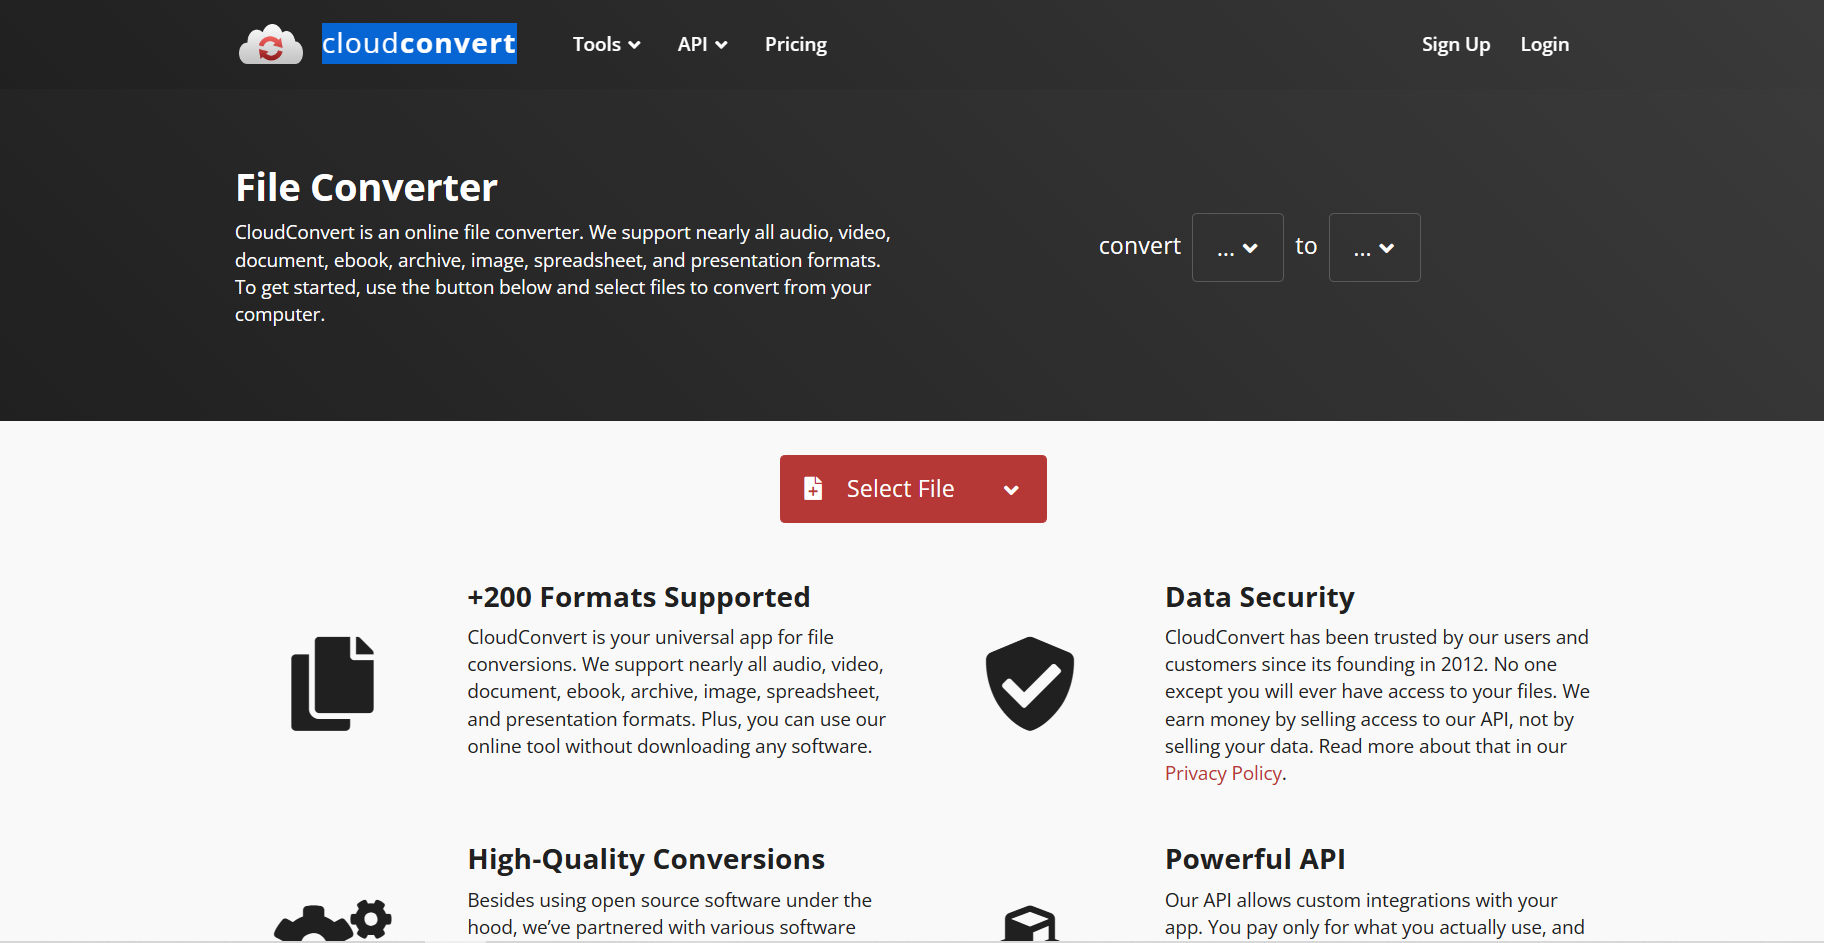 cloudconvert
Tools
API
Pricing
Sign Up
Login
File Converter
CloudConvert is an online file converter. We support nearly all audio, video,
document, ebook, archive, image, spreadsheet, and presentation formats.
To get started, use the button below and select files to convert from your
computer.
convert ... to ...
Select File
+200 Formats Supported
CloudConvert is your universal app for file
conversions. We support nearly all audio, video,
document, ebook, archive, image, spreadsheet,
and presentation formats. Plus, you can use our
online tool without downloading any software.
Data Security
CloudConvert has been trusted by our users and
customers since its founding in 2012. No one
except you will ever have access to your files. We
earn money by selling access to our API, not by
selling your data. Read more about that in our
Privacy Policy.
High-Quality Conversions
Besides using open source software under the
hood, we’ve partnered with various software
Powerful API
Our API allows custom integrations with your
app. You pay only for what you actually use, and